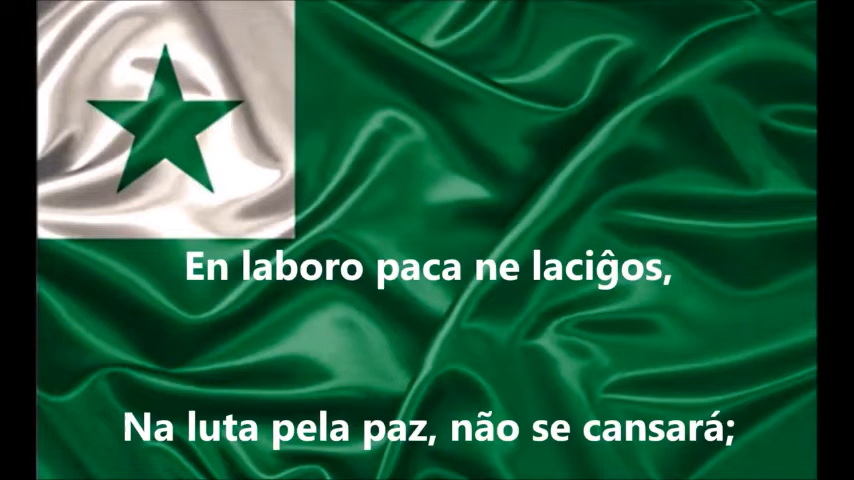 En laboro paca ne laciĝos,
Na luta pela paz, não se cansará;